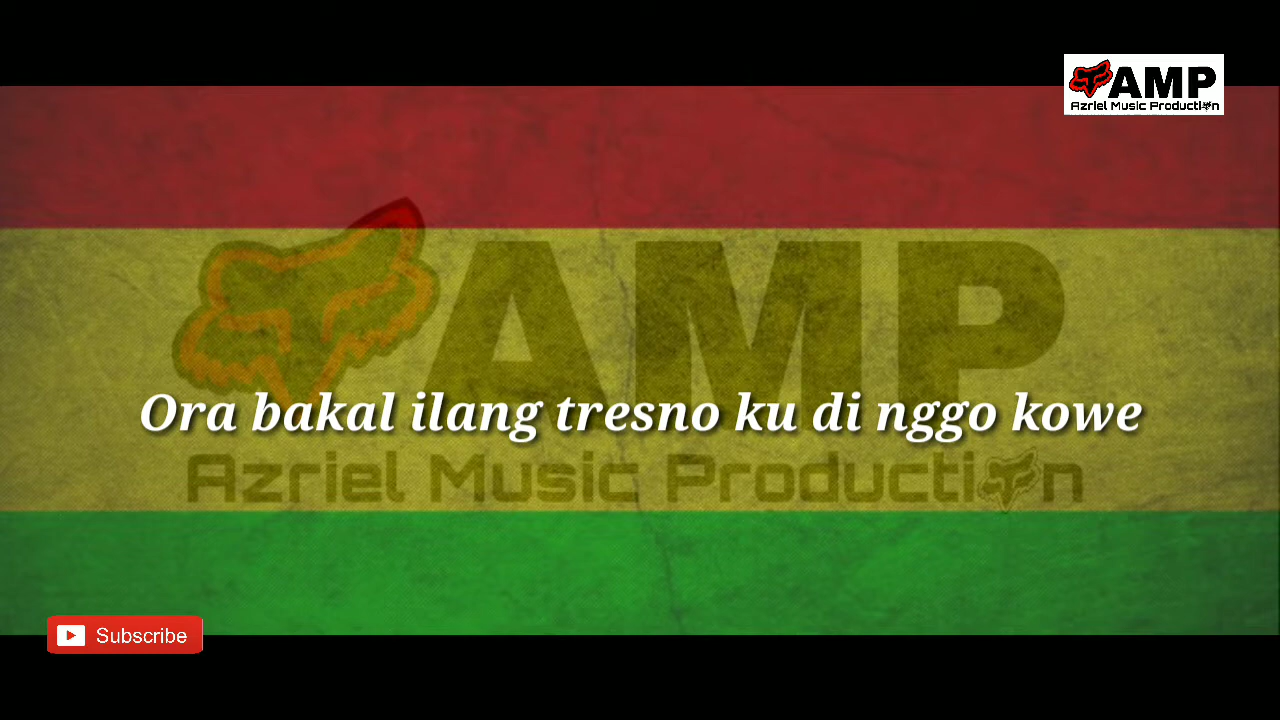 AMP
Azriel Music Production
AMP
Ora bakal ilang tresno ku di nggo kowe
Azriel Music Production
Subscribe